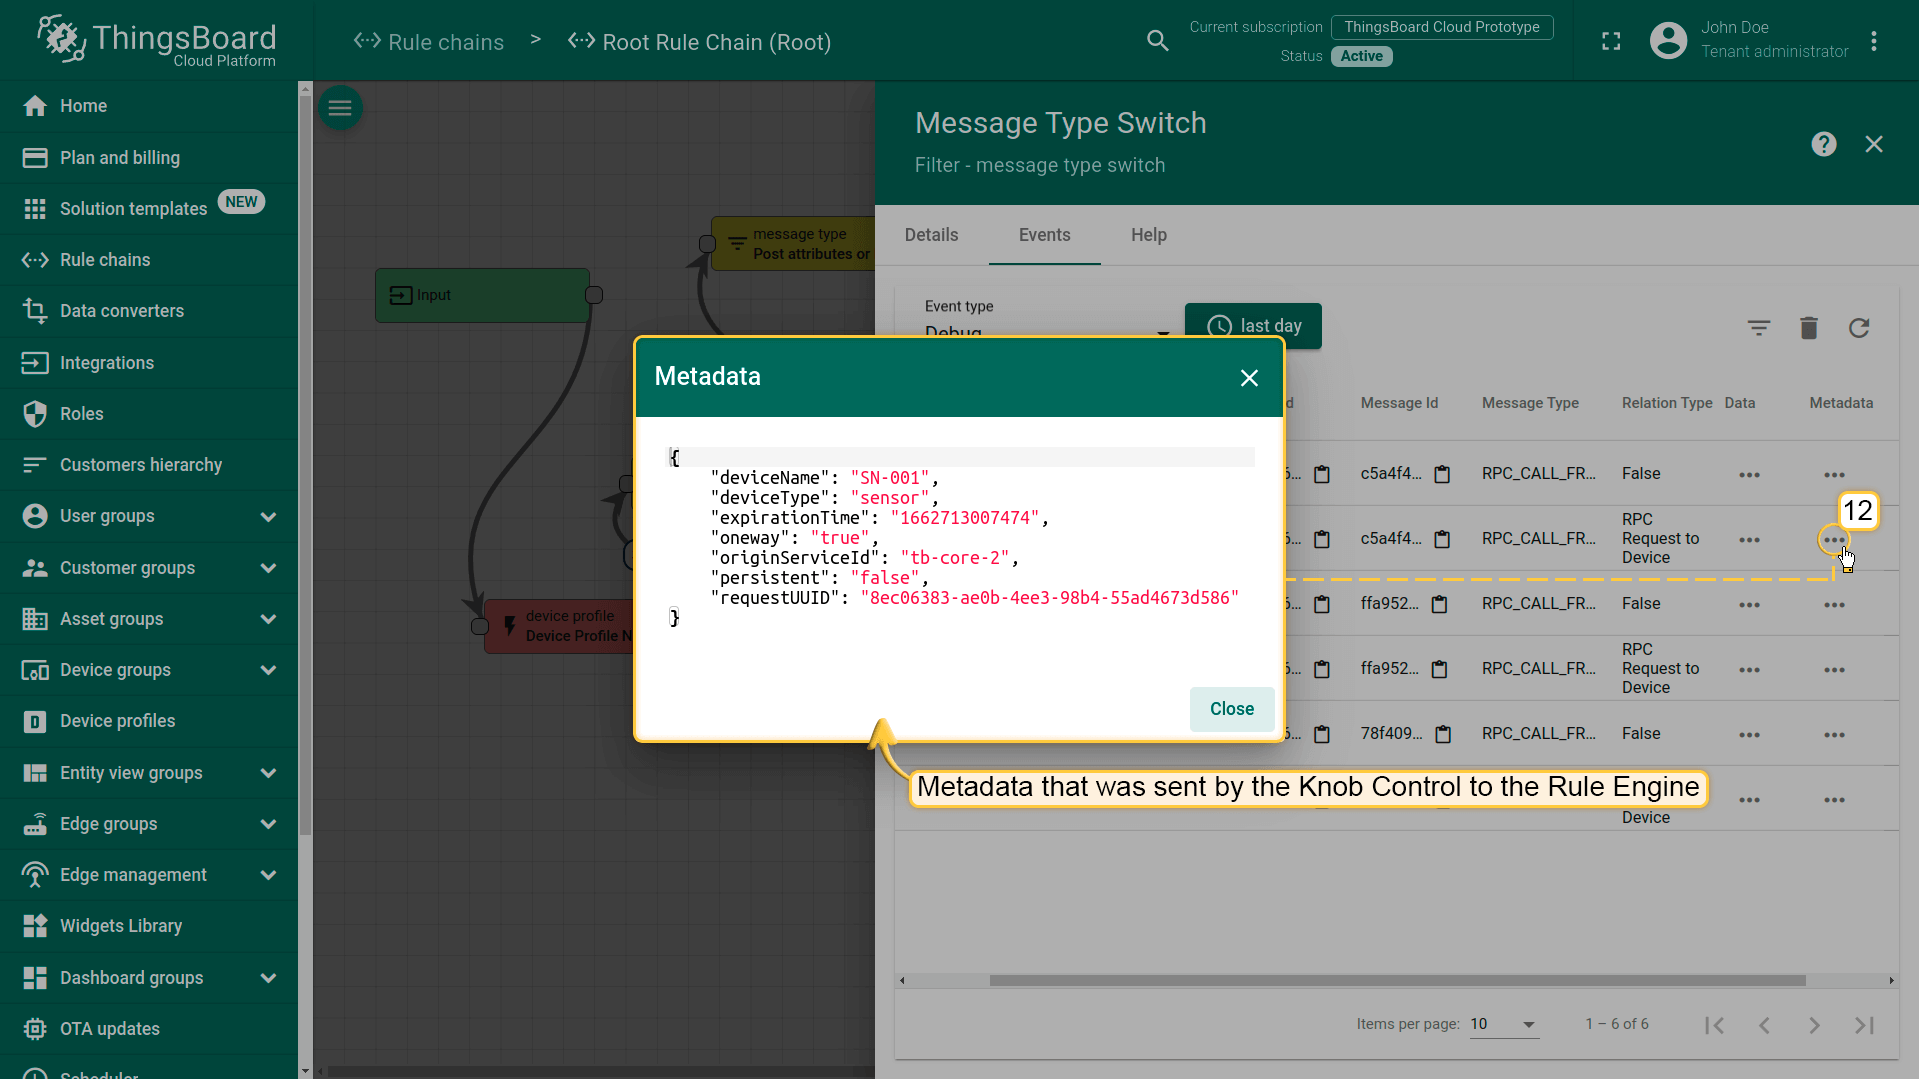 ThingsBoard
Cloud Platform
Rule chains > Root Rule Chain (Root)
Current subscription ThingsBoard Cloud Prototype
Status Active
John Doe
Tenant administrator
Home
Plan and billing
Solution templates NEW
Rule chains
Data converters
Integrations
Roles
Customers hierarchy
User groups
Customer groups
Asset groups
Device groups
Device profiles
Entity view groups
Edge groups
Edge management
Widgets Library
Dashboard groups
OTA updates
Scheduler
Input
message type
Post attributes or
device profile
Device Profile N
Message Type Switch
Filter - message type switch
Details Events Help
Event type
Debug
last day
d Message Id Message Type Relation Type Data Metadata
6... c5a4f4... RPC_CALL_FR... False ... ...
6... c5a4f4... RPC_CALL_FR... RPC Request to Device ... ...
12
6... ffa952... RPC_CALL_FR... False ... ...
6... ffa952... RPC_CALL_FR... RPC Request to Device ... ...
6... 78f409... RPC_CALL_FR... False ... ...
Device ... ...
Metadata
{
"deviceName": "SN-001",
"deviceType": "sensor",
"expirationTime": "1662713007474",
"oneway": "true",
"originServiceId": "tb-core-2",
"persistent": "false",
"requestUUID": "8ec06383-ae0b-4ee3-98b4-55ad4673d586"
}
Close
Metadada that was sent by the Knob Control to the Rule Engine
Items per page: 10 1 – 6 of 6